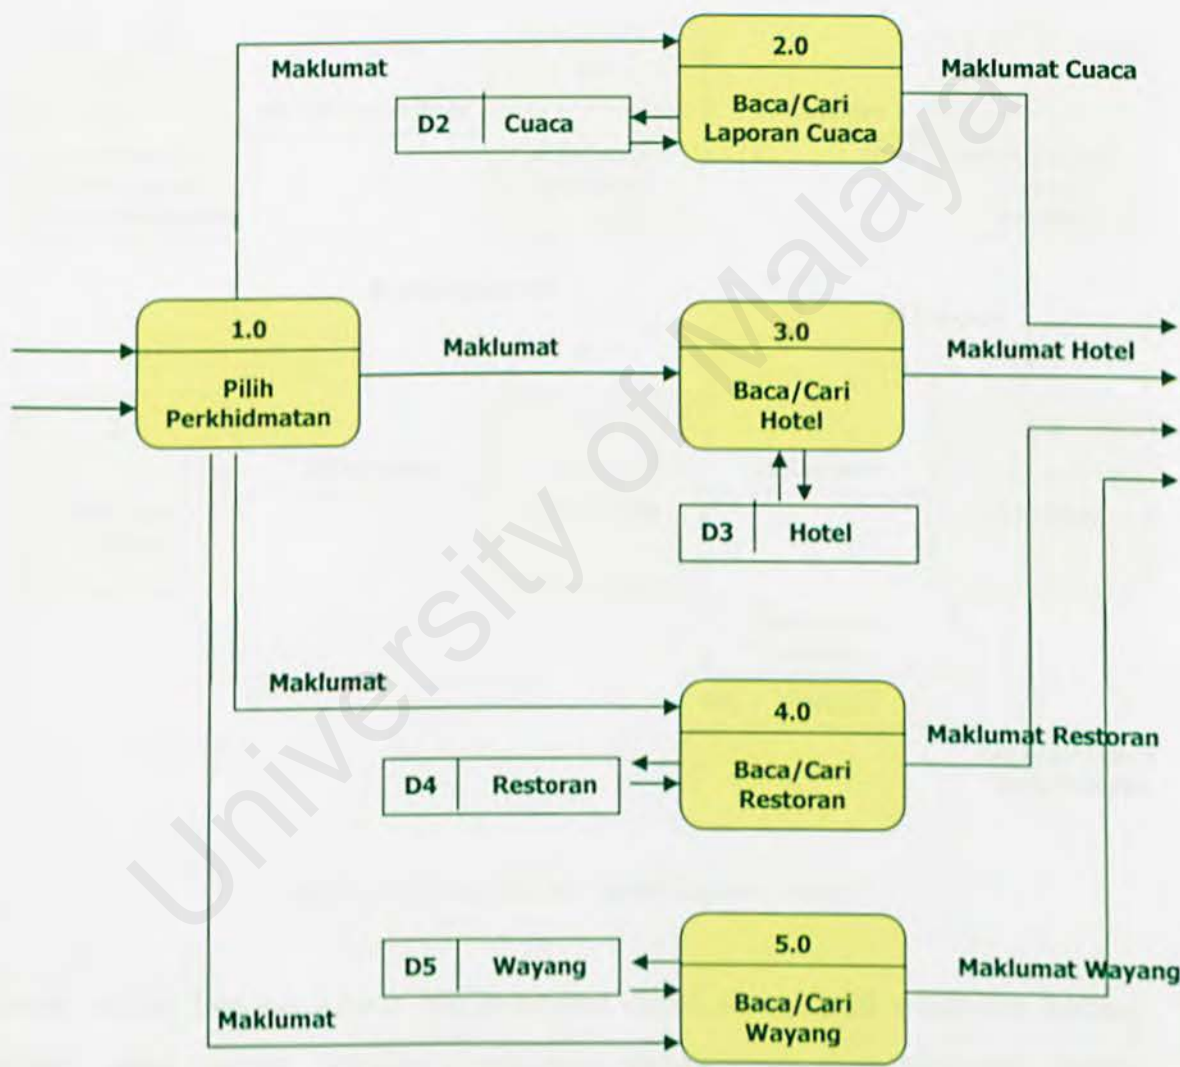 2.0
Maklumat
Maklumat Cuaca
D2 Cuaca
Baca/Cari
Laporan Cuaca
1.0
Pilih
Perkhidmatan
Maklumat
3.0
Baca/Cari
Hotel
Maklumat Hotel
D3 Hotel
Maklumat
4.0
Baca/Cari
Restoran
Maklumat Restoran
D4 Restoran
5.0
Baca/Cari
Wayang
D5 Wayang
Maklumat Wayang
Maklumat
University of Malaya